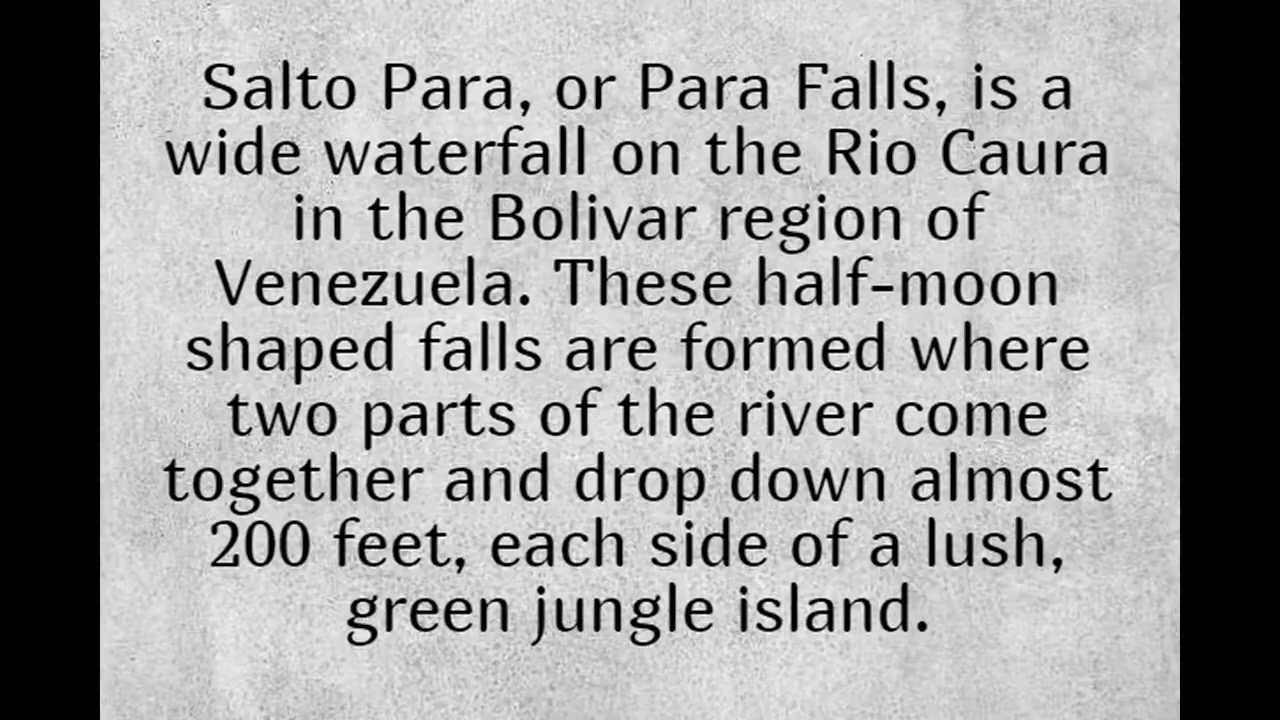 Salto Para, or Para Falls, is a
wide waterfall on the Rio Caura
in the Bolivar region of
Venezuela. These half-moon
shaped falls are formed where
two parts of the river come
together and drop down almost
200 feet, each side of a lush,
green jungle island.